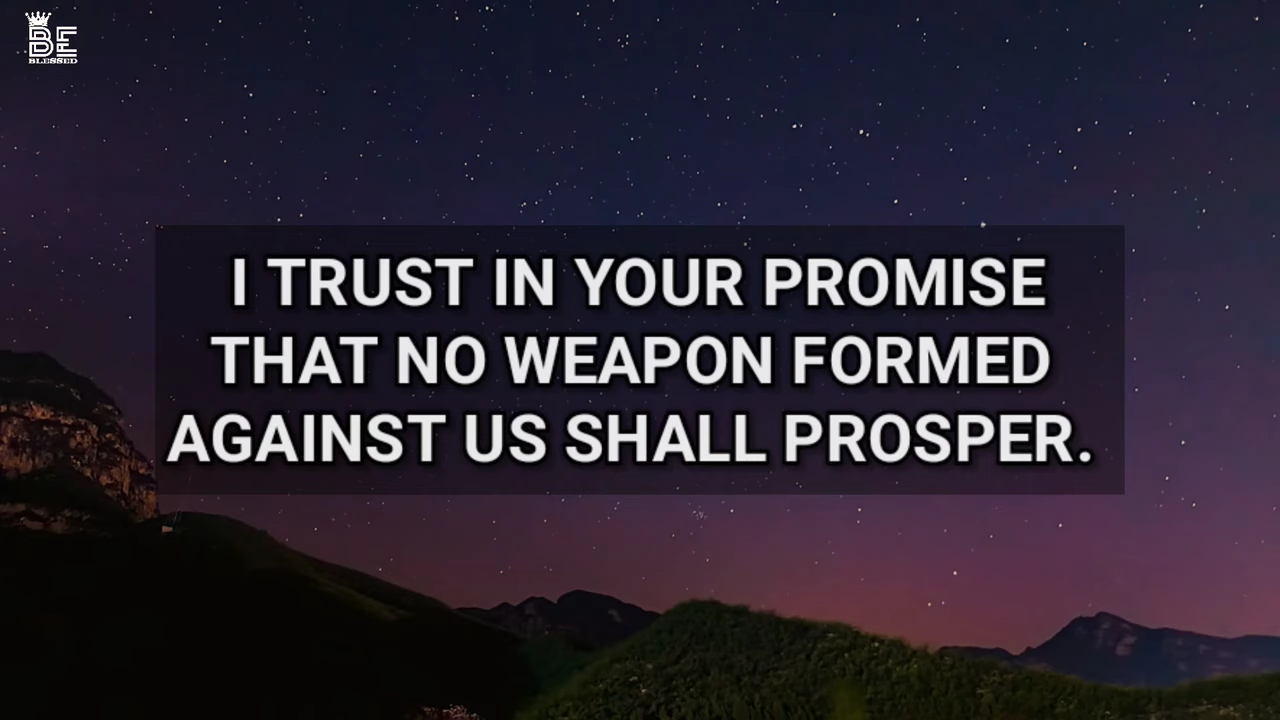 BE
BLESSED
I TRUST IN YOUR PROMISE
THAT NO WEAPON FORMED
AGAINST US SHALL PROSPER.